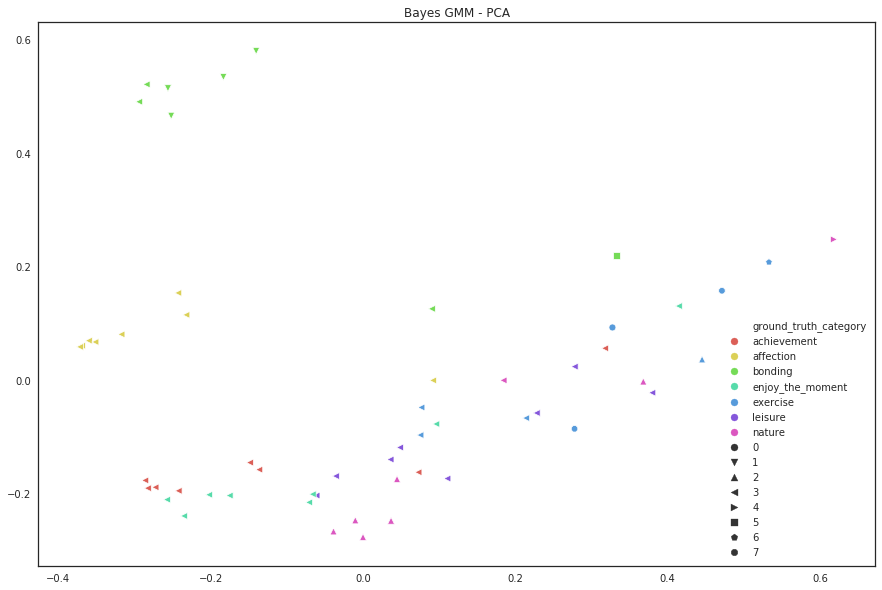 Bayes GMM - PCA
0.6
0.4
0.2
0.0
−0.2
−0.4
−0.2
0.0
0.2
0.4
0.6
ground_truth_category
achievement
affection
bonding
enjoy_the_moment
exercise
leisure
nature
0
1
2
3
4
5
6
7